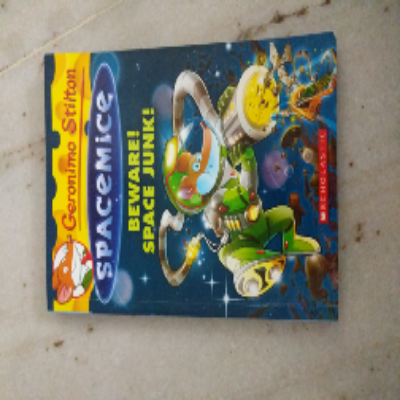 Geronimo Stilton
SPACEMICE
BEWARE!
SPACE JUNK!
SCHOLASTIC